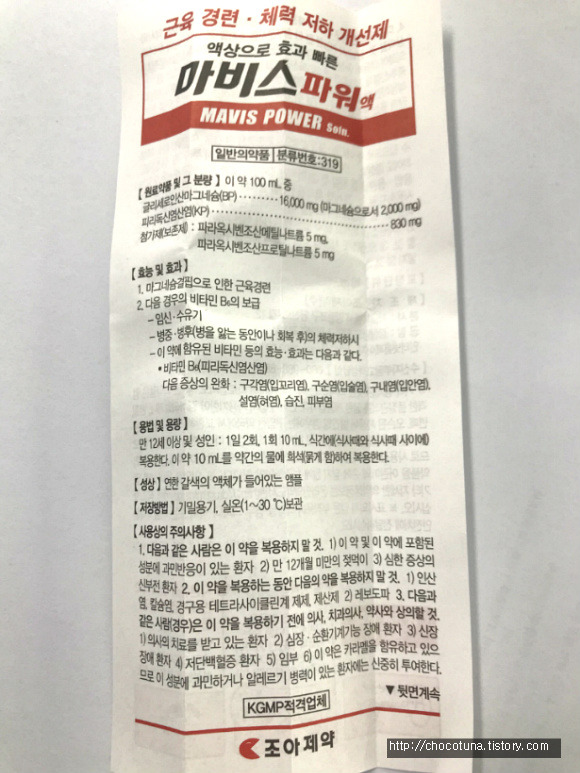 근육 경련 · 체력 저하 개선제
액상으로 효과 빠른
마비스파워액
MAVIS POWER Soln.
일반의약품 분류번호:319
【 원료약품 및 그 분량 】 이 약 100 mL 중
글리세로인산마그네슘(BP) ·········· 16,000 mg (마그네슘으로서 2,000 mg)
피리독신염산염(KP) ·········· 830 mg
첨가제(보존제) : 파라옥시벤조산메틸나트륨 5 mg,
파라옥시벤조산프로틸나트륨 5 mg
【 효능 및 효과 】
1. 마그네슘결핍으로 인한 근육경련
2. 다음 경우의 비타민 B₆의 보급
– 임신·수유기
– 병중·병후(병을 앓는 동안이나 회복 후)의 체력저하시
– 이 약에 함유된 비타민 등의 효능·효과는 다음과 같다.
• 비타민 B₆(피리독신염산염)
다음 증상의 완화 : 구각염(입꼬리염), 구순염(입술염), 구내염(입안염),
설염(혀염), 습진, 피부염
【 용법 및 용량 】
만 12세 이상 및 성인 : 1일 2회, 1회 10 mL, 식간에(식사때와 식사때 사이에)
복용한다. 이 약 10 mL를 약간의 물에 희석(묽게 함)하여 복용한다.
【 성상 】 연한 갈색의 액체가 들어있는 앰플
【 저장방법 】 기밀용기, 실온(1~30 ℃)보관
【 사용상의 주의사항 】
1. 다음과 같은 사람은 이 약을 복용하지 말 것. 1) 이 약 및 이 약에 포함된
성분에 과민반응이 있는 환자 2) 만 12개월 미만의 젖먹이 3) 심한 증상의
신부전 환자 2. 이 약을 복용하는 동안 다음의 약을 복용하지 말 것. 1) 인산
염, 칼슘염, 경구용 테트라사이클린계 제제, 제산제 2) 레보도파 3. 다음과
같은 사람(경우)은 이 약을 복용하기 전에 의사, 치과의사, 약사와 상의할 것.
1) 의사의 치료를 받고 있는 환자 2) 심장·순환계기능 장애 환자 3) 신장
장애 환자 4) 저단백혈증 환자 5) 임부 6) 이 약은 카라멜을 함유하고 있으
므로 이 성분에 과민하거나 알레르기 병력이 있는 환자에는 신중히 투여한다.
▼ 뒷면계속
KGMP적격업체
조아제약
http://chocotuna.tistory.com